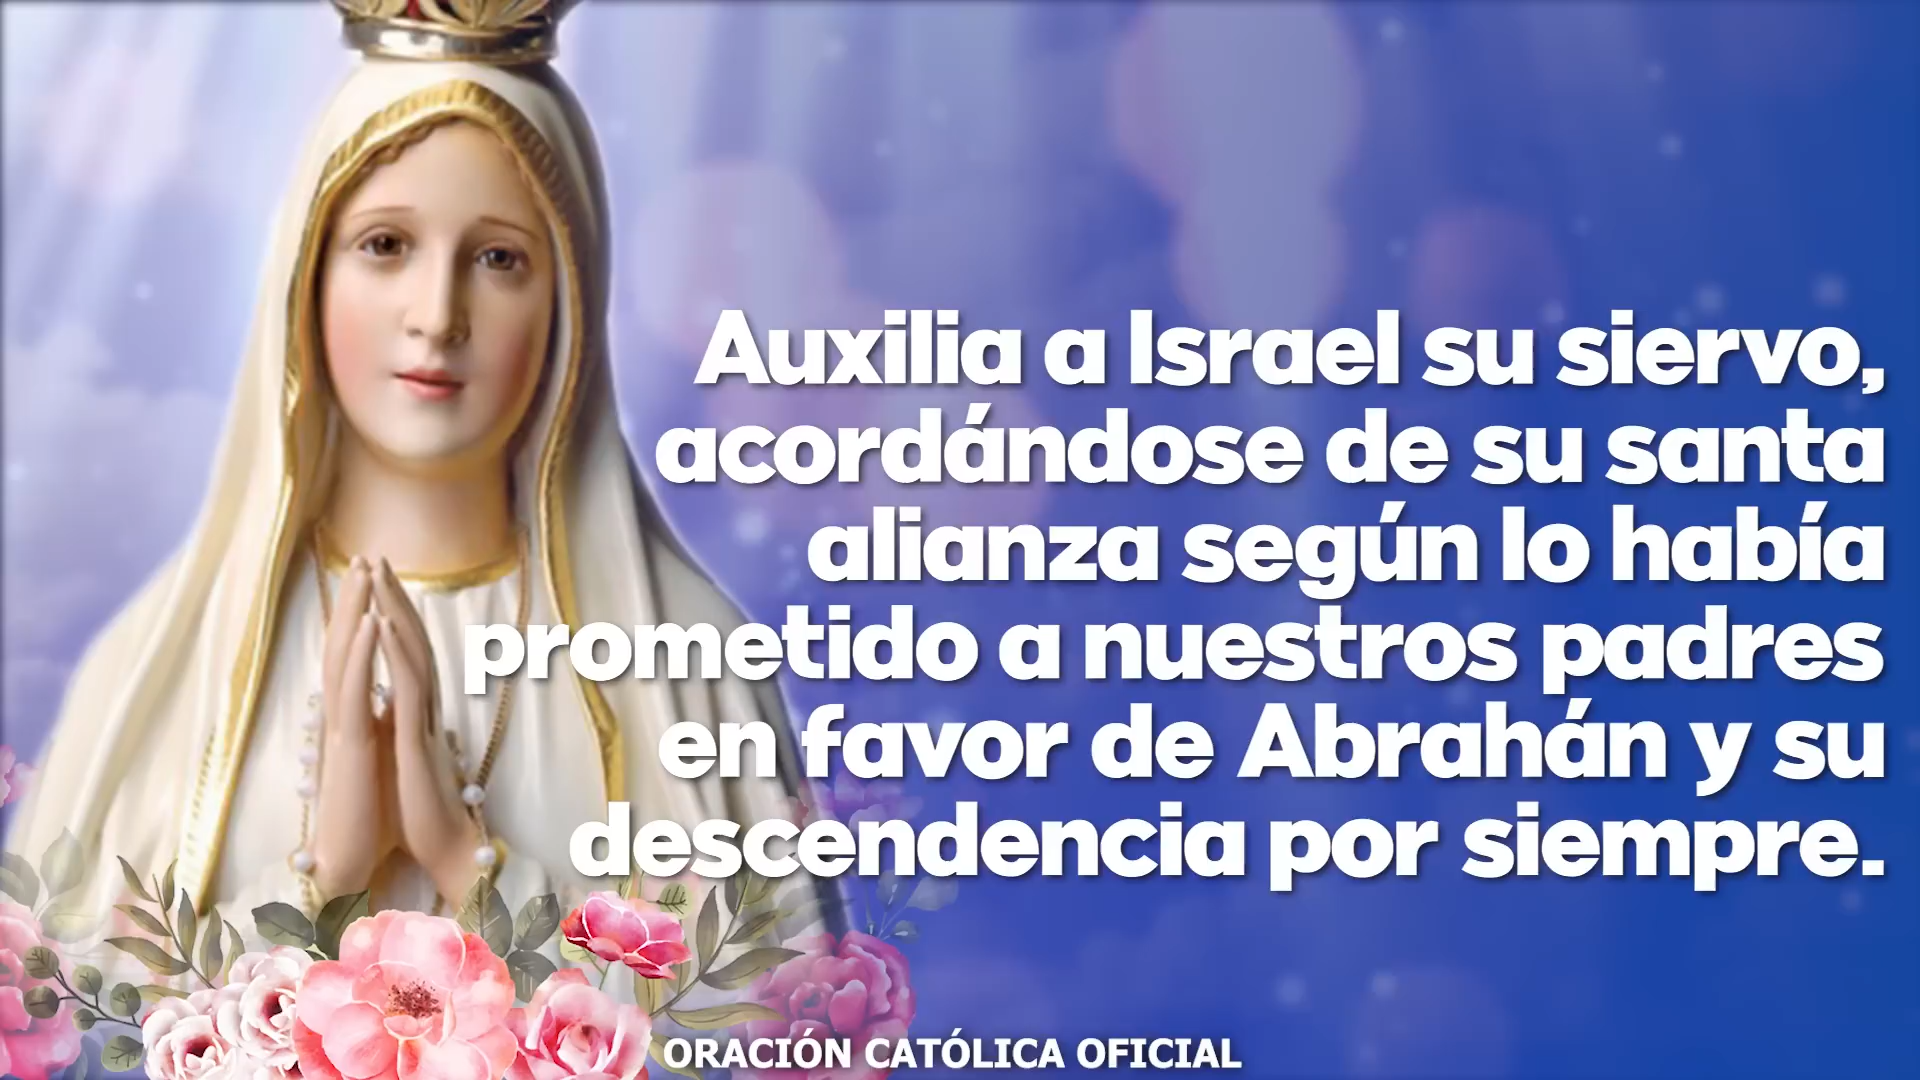 Auxilia a Israel su siervo,
acordándose de su santa
alianza según lo había
prometido a nuestros padres
en favor de Abrahán y su
descendencia por siempre.
ORACIÓN CATÓLICA OFICIAL